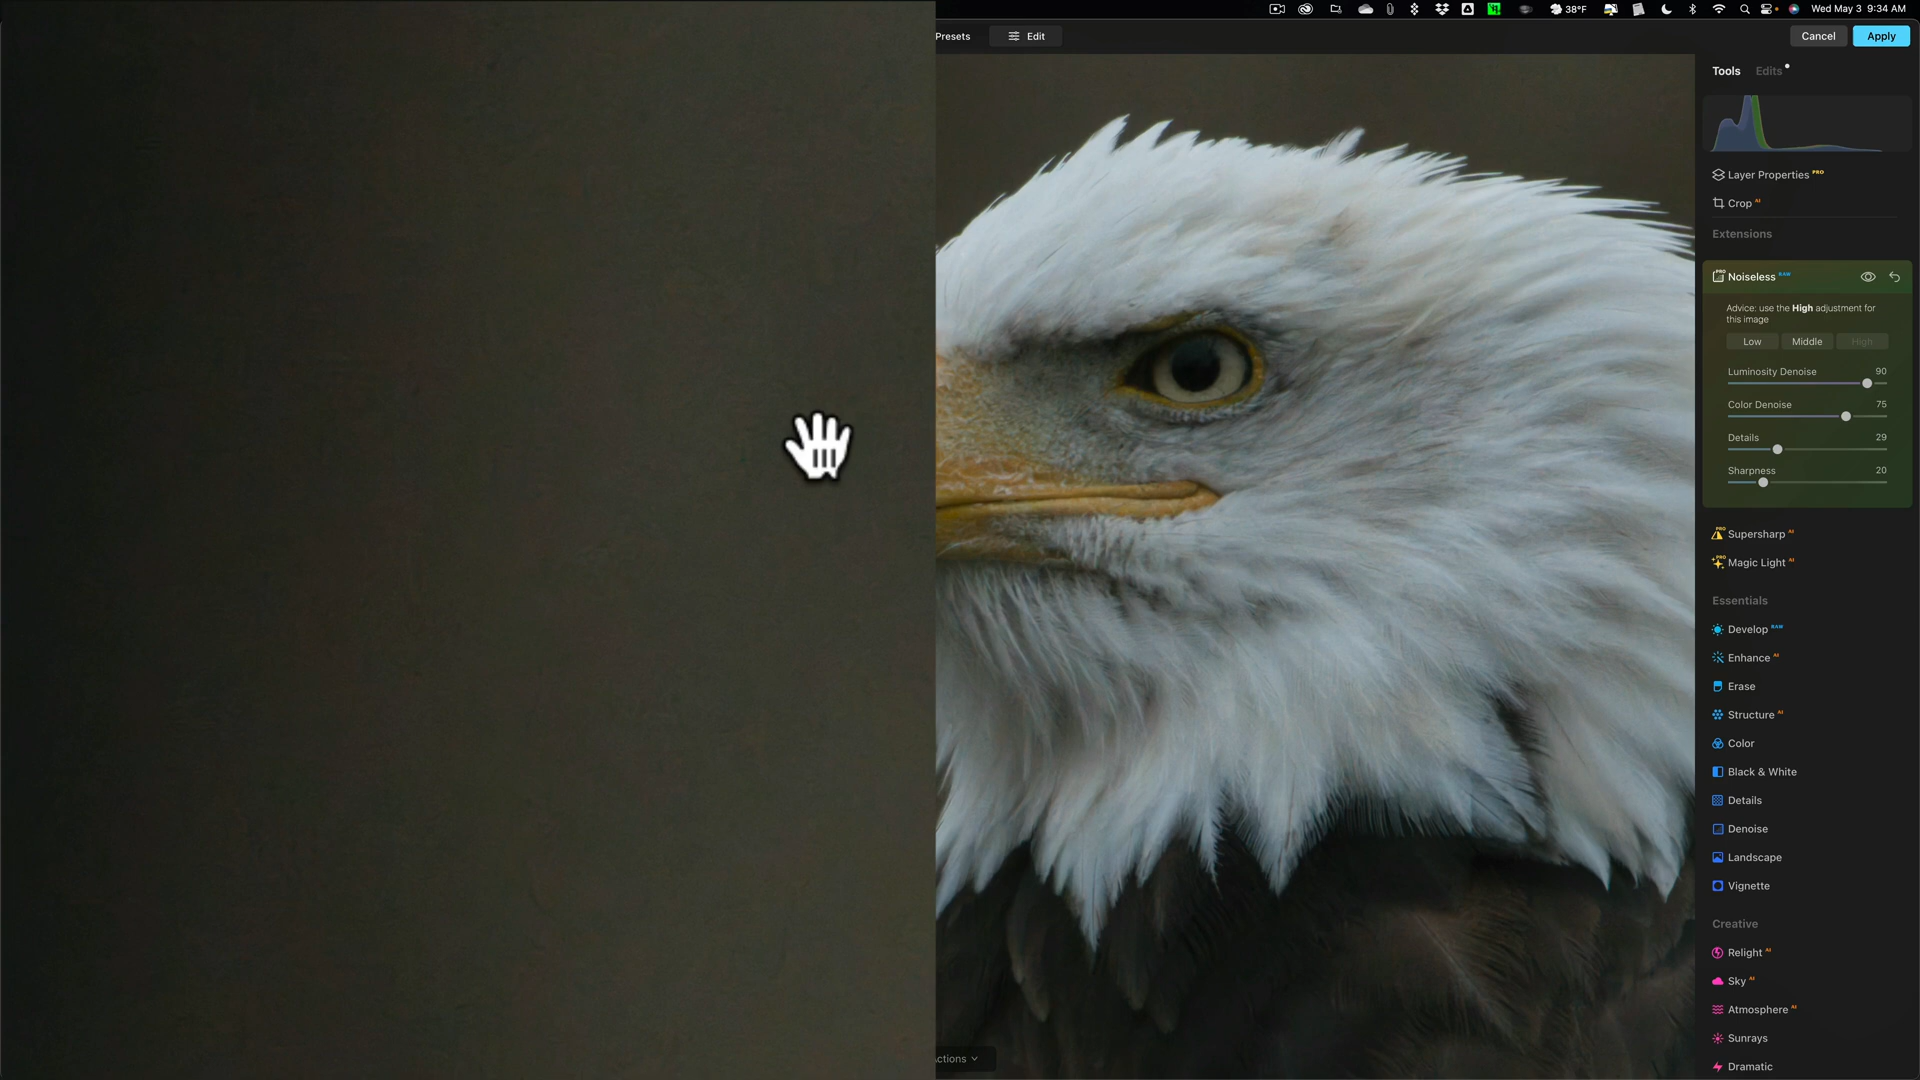 38°F
Wed May 3 9:34 AM
Presets
Edit
Cancel
Apply
Tools
Edits
Layer Properties PRO
Crop AI
Extensions
PRO
Noiseless RAW
Advice: use the High adjustment for
this image
Low
Middle
High
Luminosity Denoise
90
Color Denoise
75
Details
29
Sharpness
20
PRO
Supersharp AI
PRO
Magic Light AI
Essentials
Develop RAW
Enhance AI
Erase
Structure AI
Color
Black & White
Details
Denoise
Landscape
Vignette
Creative
Relight AI
Sky AI
Atmosphere AI
Sunrays
Dramatic
ctions